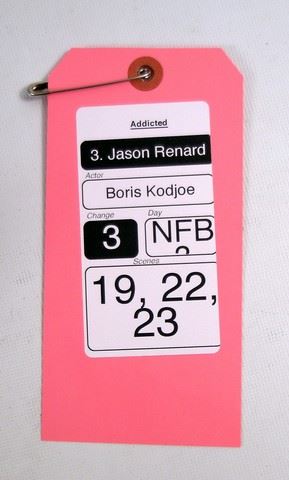 Addicted
3. Jason Renard
Actor
Boris Kodjoe
Change
Day
3
NFB
Scenes
19, 22,
23